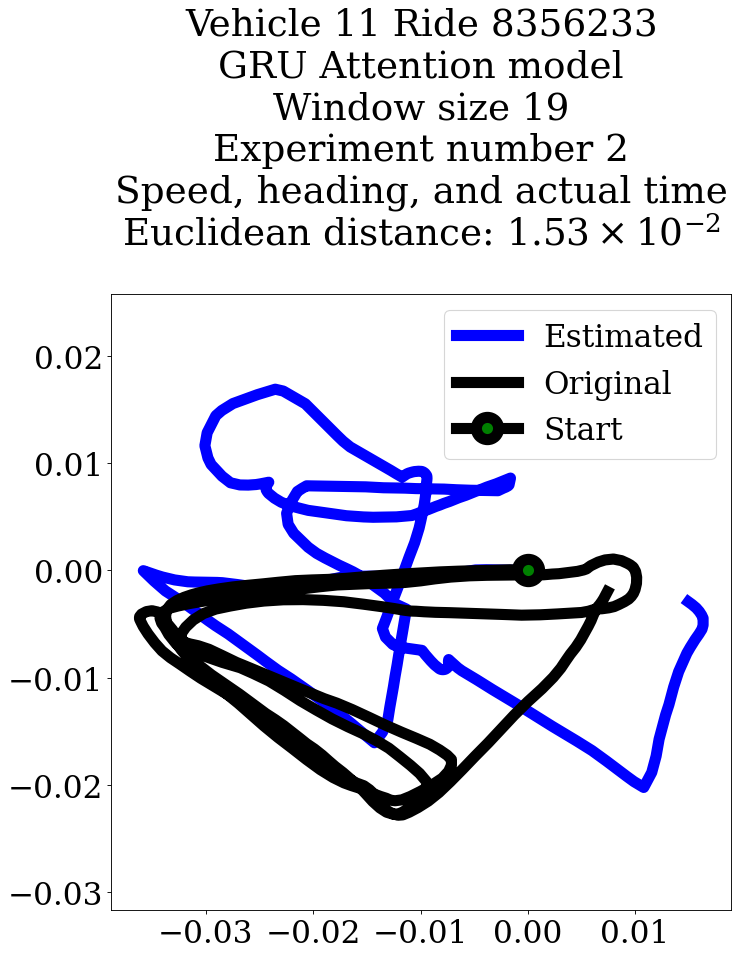 Vehicle 11 Ride 8356233
GRU Attention model
Window size 19
Experiment number 2
Speed, heading, and actual time
Euclidean distance: 1.53 × 10⁻²
Estimated
Original
Start
0.02
0.01
0.00
−0.01
−0.02
−0.03
−0.03 −0.02 −0.01 0.00 0.01